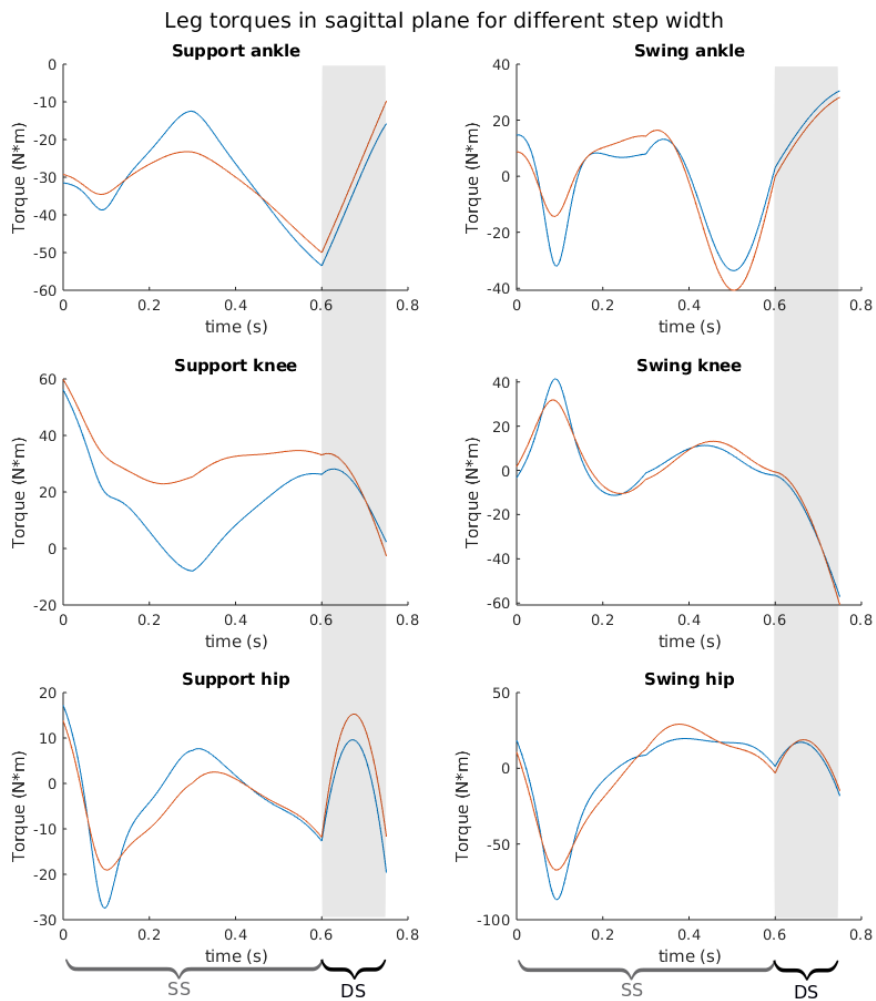 Leg torques in sagittal plane for different step width
Support ankle
Swing ankle
0
-10
-20
-30
-40
-50
-60
Torque (N*m)
0
0.2
0.4
0.6
0.8
time (s)
40
20
0
-20
-40
Torque (N*m)
0
0.2
0.4
0.6
0.8
time (s)
Support knee
Swing knee
60
40
20
0
-20
Torque (N*m)
0
0.2
0.4
0.6
0.8
time (s)
40
20
0
-20
-40
-60
Torque (N*m)
0
0.2
0.4
0.6
0.8
time (s)
Support hip
Swing hip
20
10
0
-10
-20
-30
Torque (N*m)
0
0.2
0.4
0.6
0.8
time (s)
50
0
-50
-100
Torque (N*m)
0
0.2
0.4
0.6
0.8
time (s)
SS
DS
SS
DS